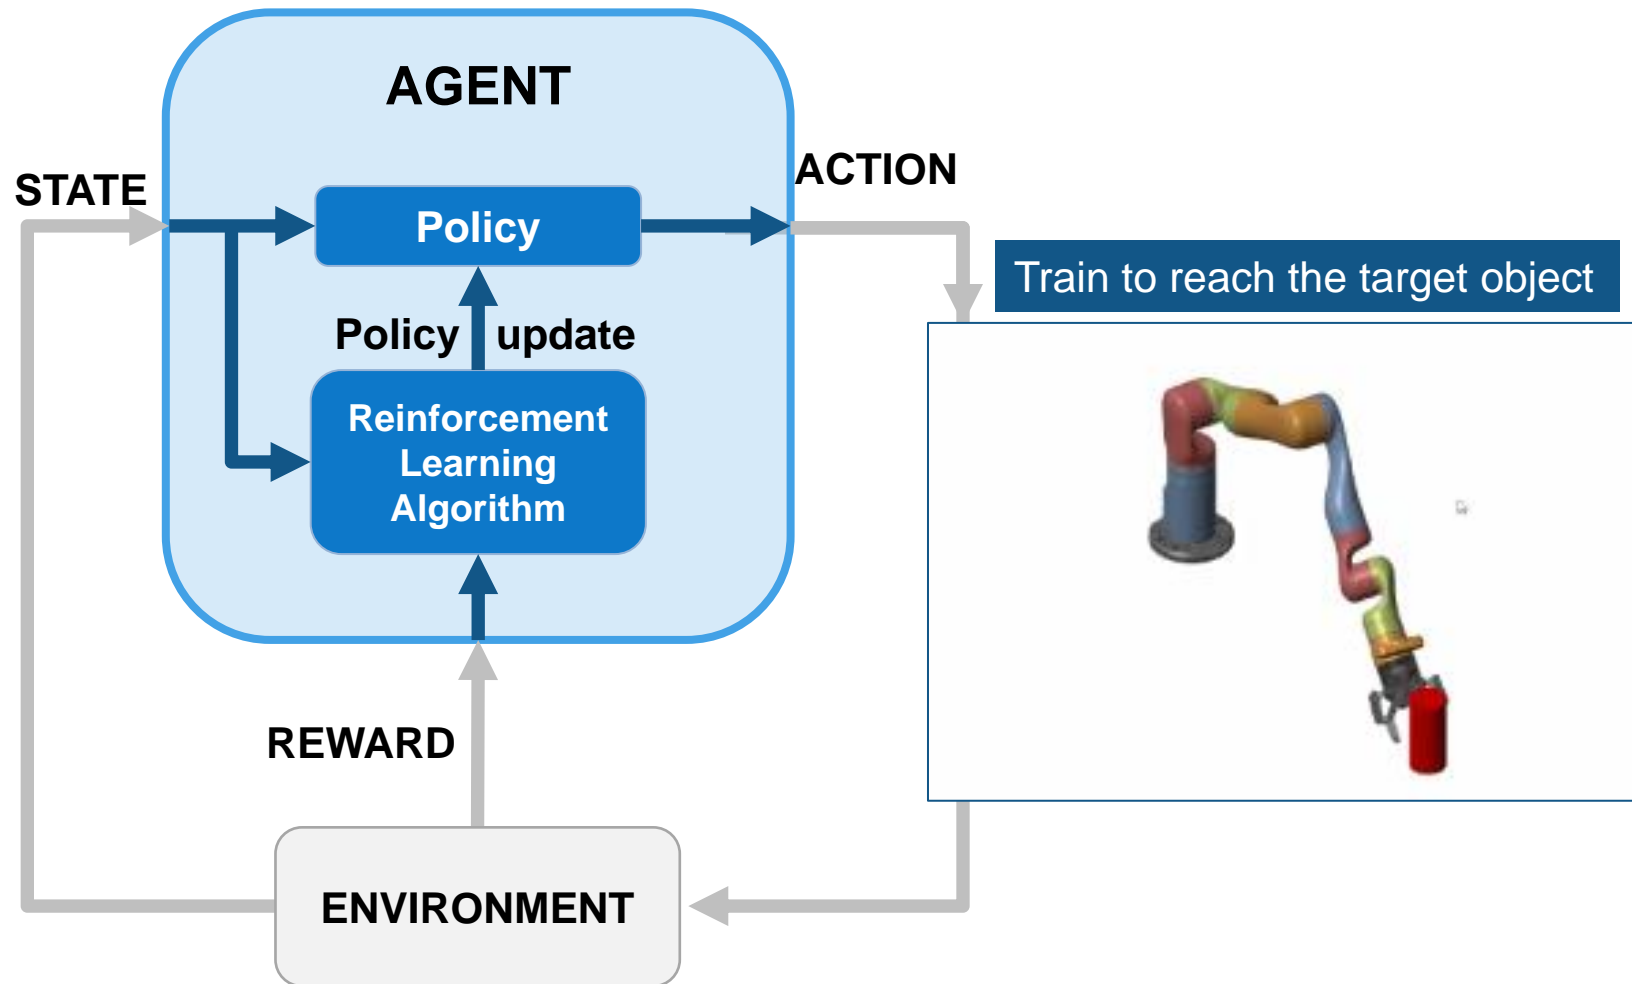 AGENT
STATE
ACTION
Policy
Train to reach the target object
Policy update
Reinforcement
Learning
Algorithm
REWARD
ENVIRONMENT